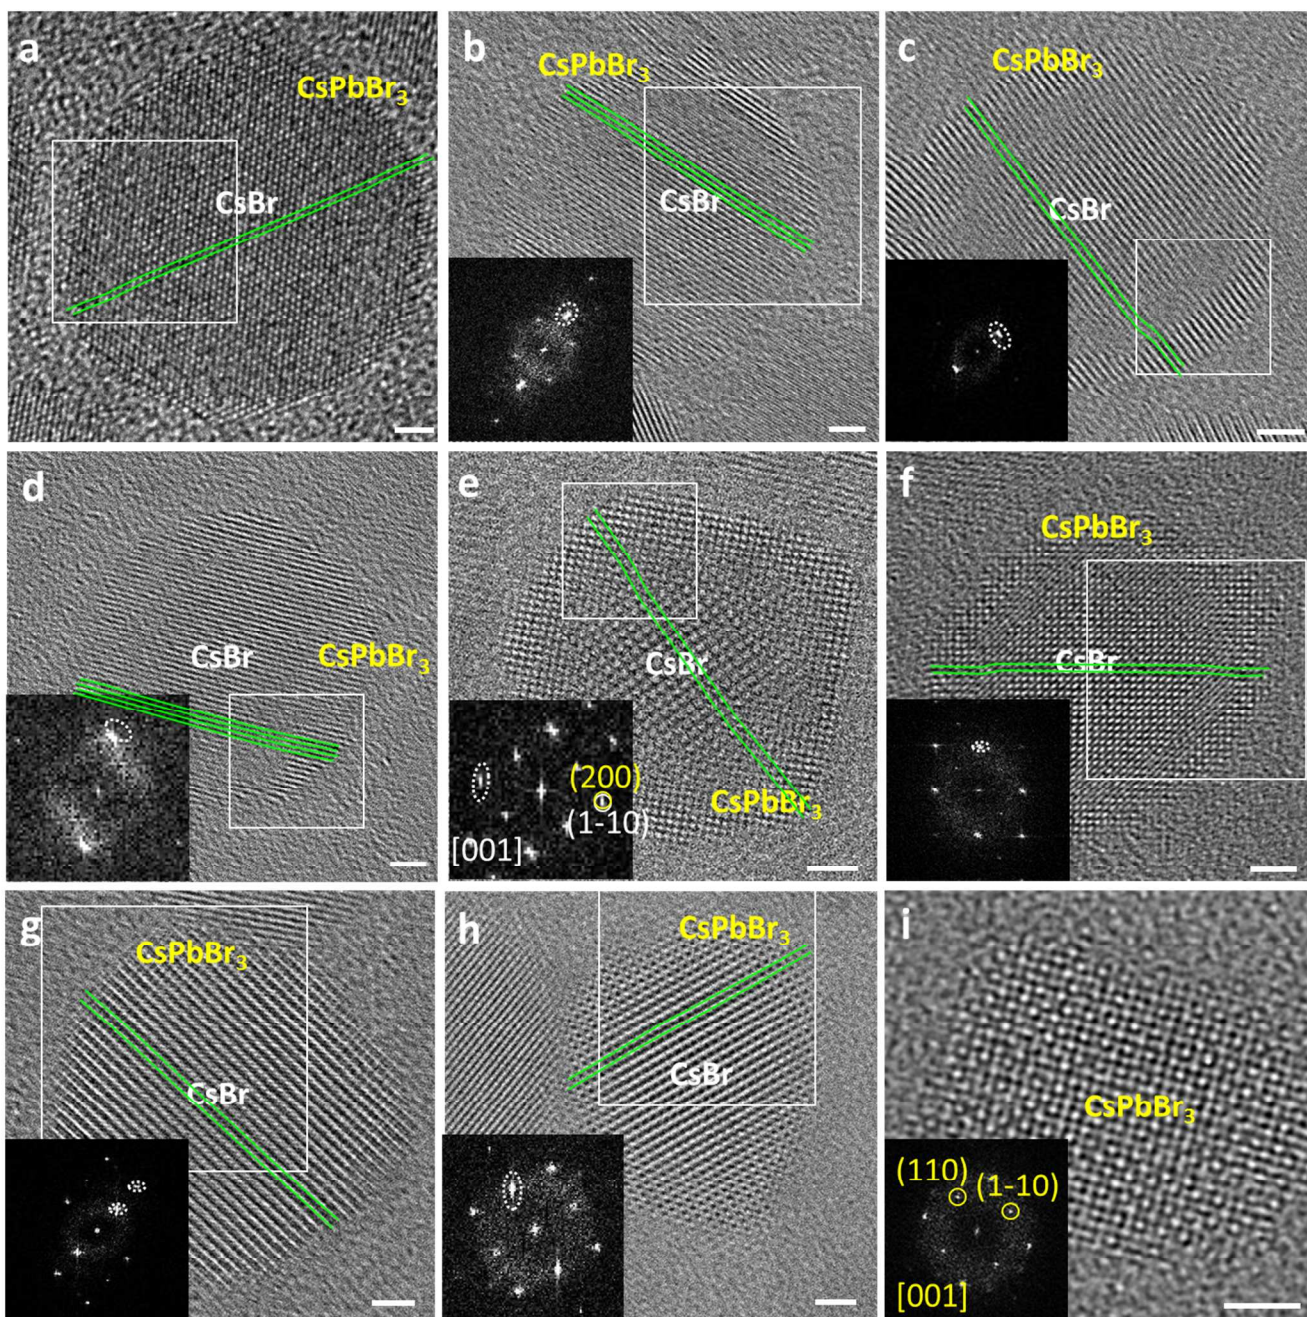 a
CsPbBr₃
CsBr
b
CsPbBr₃
CsBr
c
CsPbBr₃
CsBr
d
CsBr
CsPbBr₃
e
CsBr
(200)
(1-10)
CsPbBr₃
[001]
f
CsPbBr₃
CsBr
g
CsPbBr₃
CsBr
h
CsPbBr₃
CsBr
i
CsPbBr₃
(110)
(1-10)
[001]